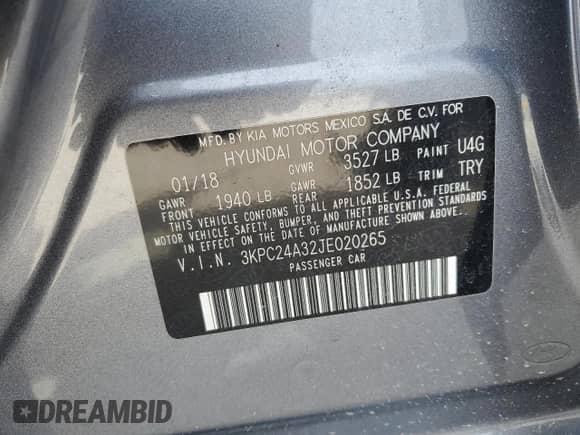 MFD. BY KIA MOTORS MEXICO S.A. DE C.V. FOR
HYUNDAI MOTOR COMPANY
01/18 GVWR 3527 LB PAINT U4G
GAWR FRONT 1940 LB GAWR REAR 1852 LB TRIM TRY
THIS VEHICLE CONFORMS TO ALL APPLICABLE U.S.A. FEDERAL
MOTOR VEHICLE SAFETY, BUMPER, AND THEFT PREVENTION STANDARDS
IN EFFECT ON THE DATE OF MANUFACTURE SHOWN ABOVE.
V.I.N. 3KPC24A32JE020265
PASSENGER CAR
DREAMBID